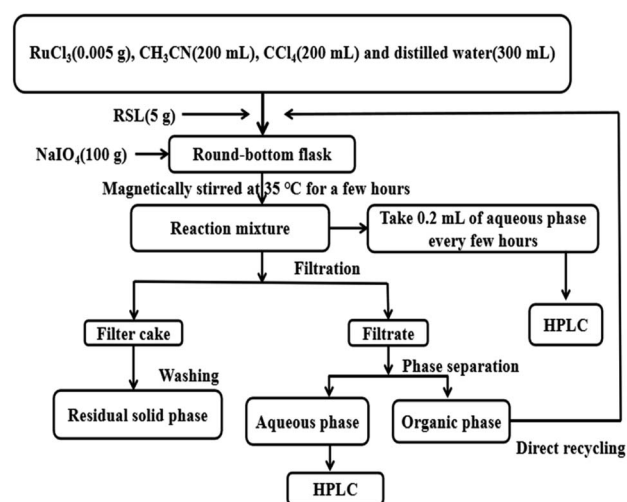 RuCl₃(0.005 g), CH₃CN(200 mL), CCl₄(200 mL) and distilled water(300 mL)
RSL(5 g)
NaIO₄(100 g)
Round-bottom flask
Magnetically stirred at 35 °C for a few hours
Reaction mixture
Take 0.2 mL of aqueous phase
every few hours
Filtration
HPLC
Filter cake
Filtrate
Washing
Phase separation
Residual solid phase
Aqueous phase
Organic phase
Direct recycling
HPLC